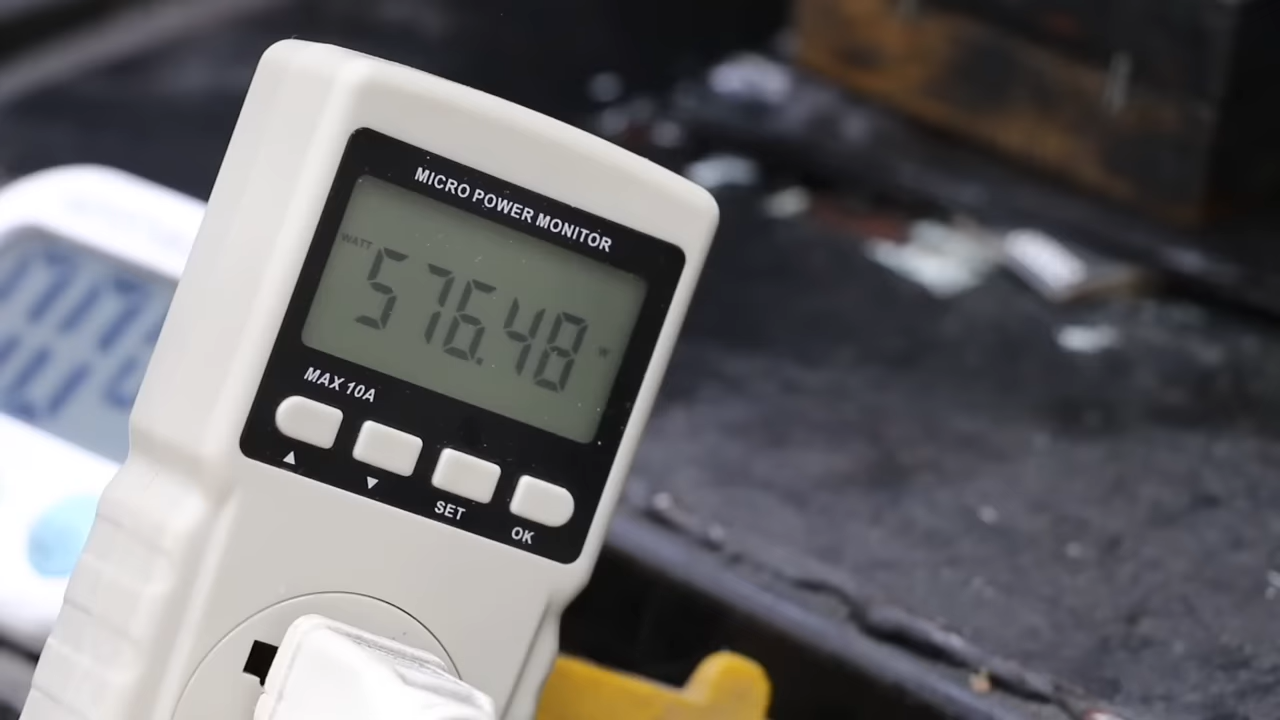 MICRO POWER MONITOR
WATT
576.48 W
MAX 10A
▲ ▼ SET OK